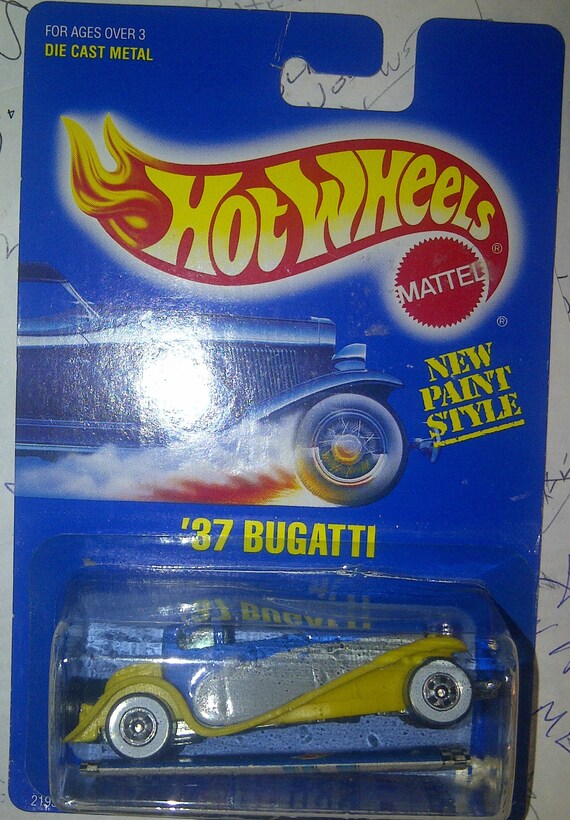 FOR AGES OVER 3
DIE CAST METAL
HOT WHEELS®
MATTEL
®
NEW
PAINT
STYLE
'37 BUGATTI